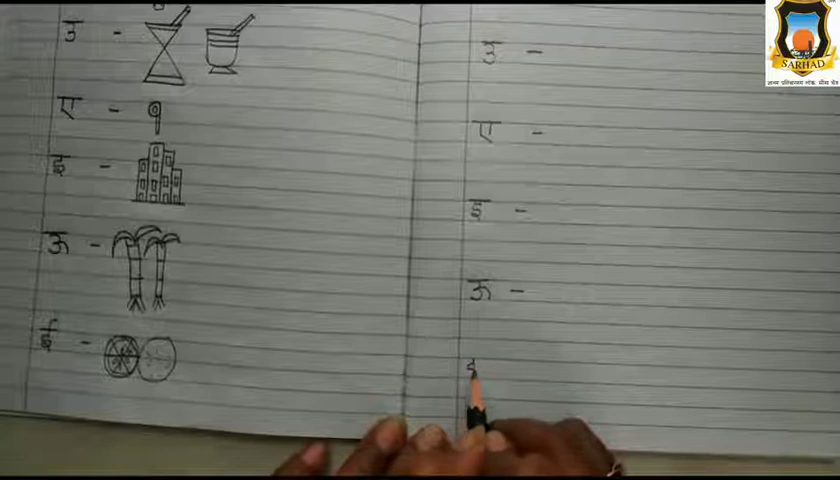 उ -
ए - १
इ -
ऊ -
ई -
उ -
ए -
इ -
ऊ -
SARHAD